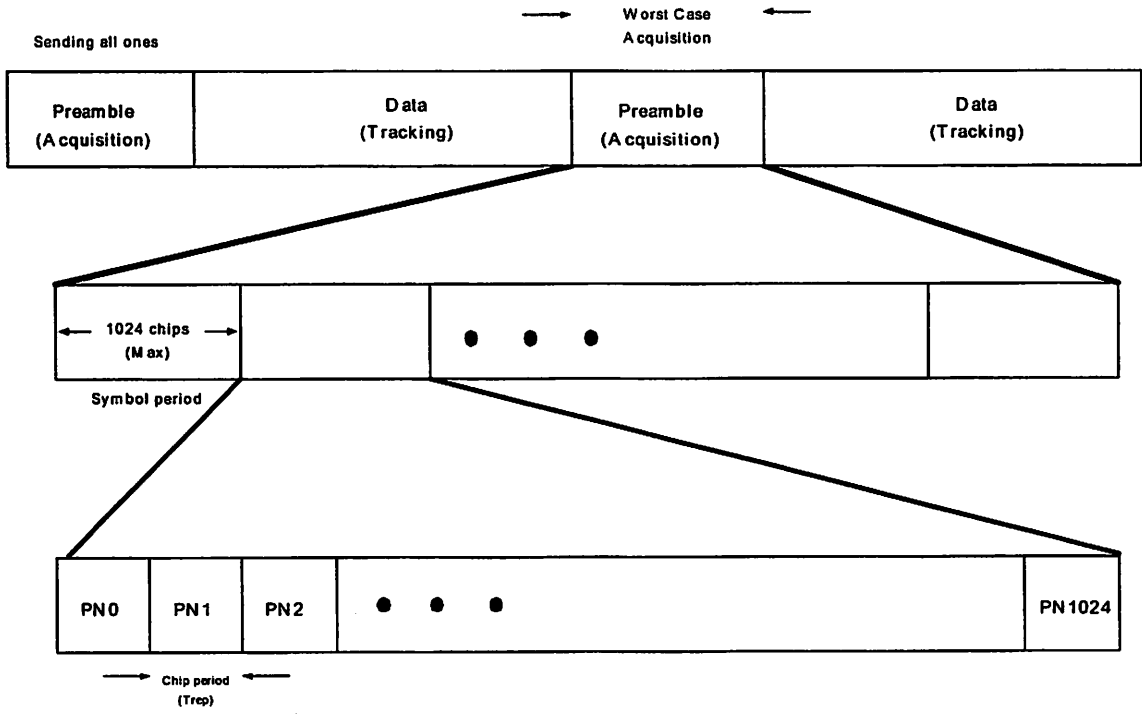 Worst Case
Acquisition
Sending all ones
Preamble
(Acquisition)
Data
(Tracking)
Preamble
(Acquisition)
Data
(Tracking)
1024 chips
(Max)
Symbol period
PN0
PN1
PN2
PN1024
Chip period
(Trep)